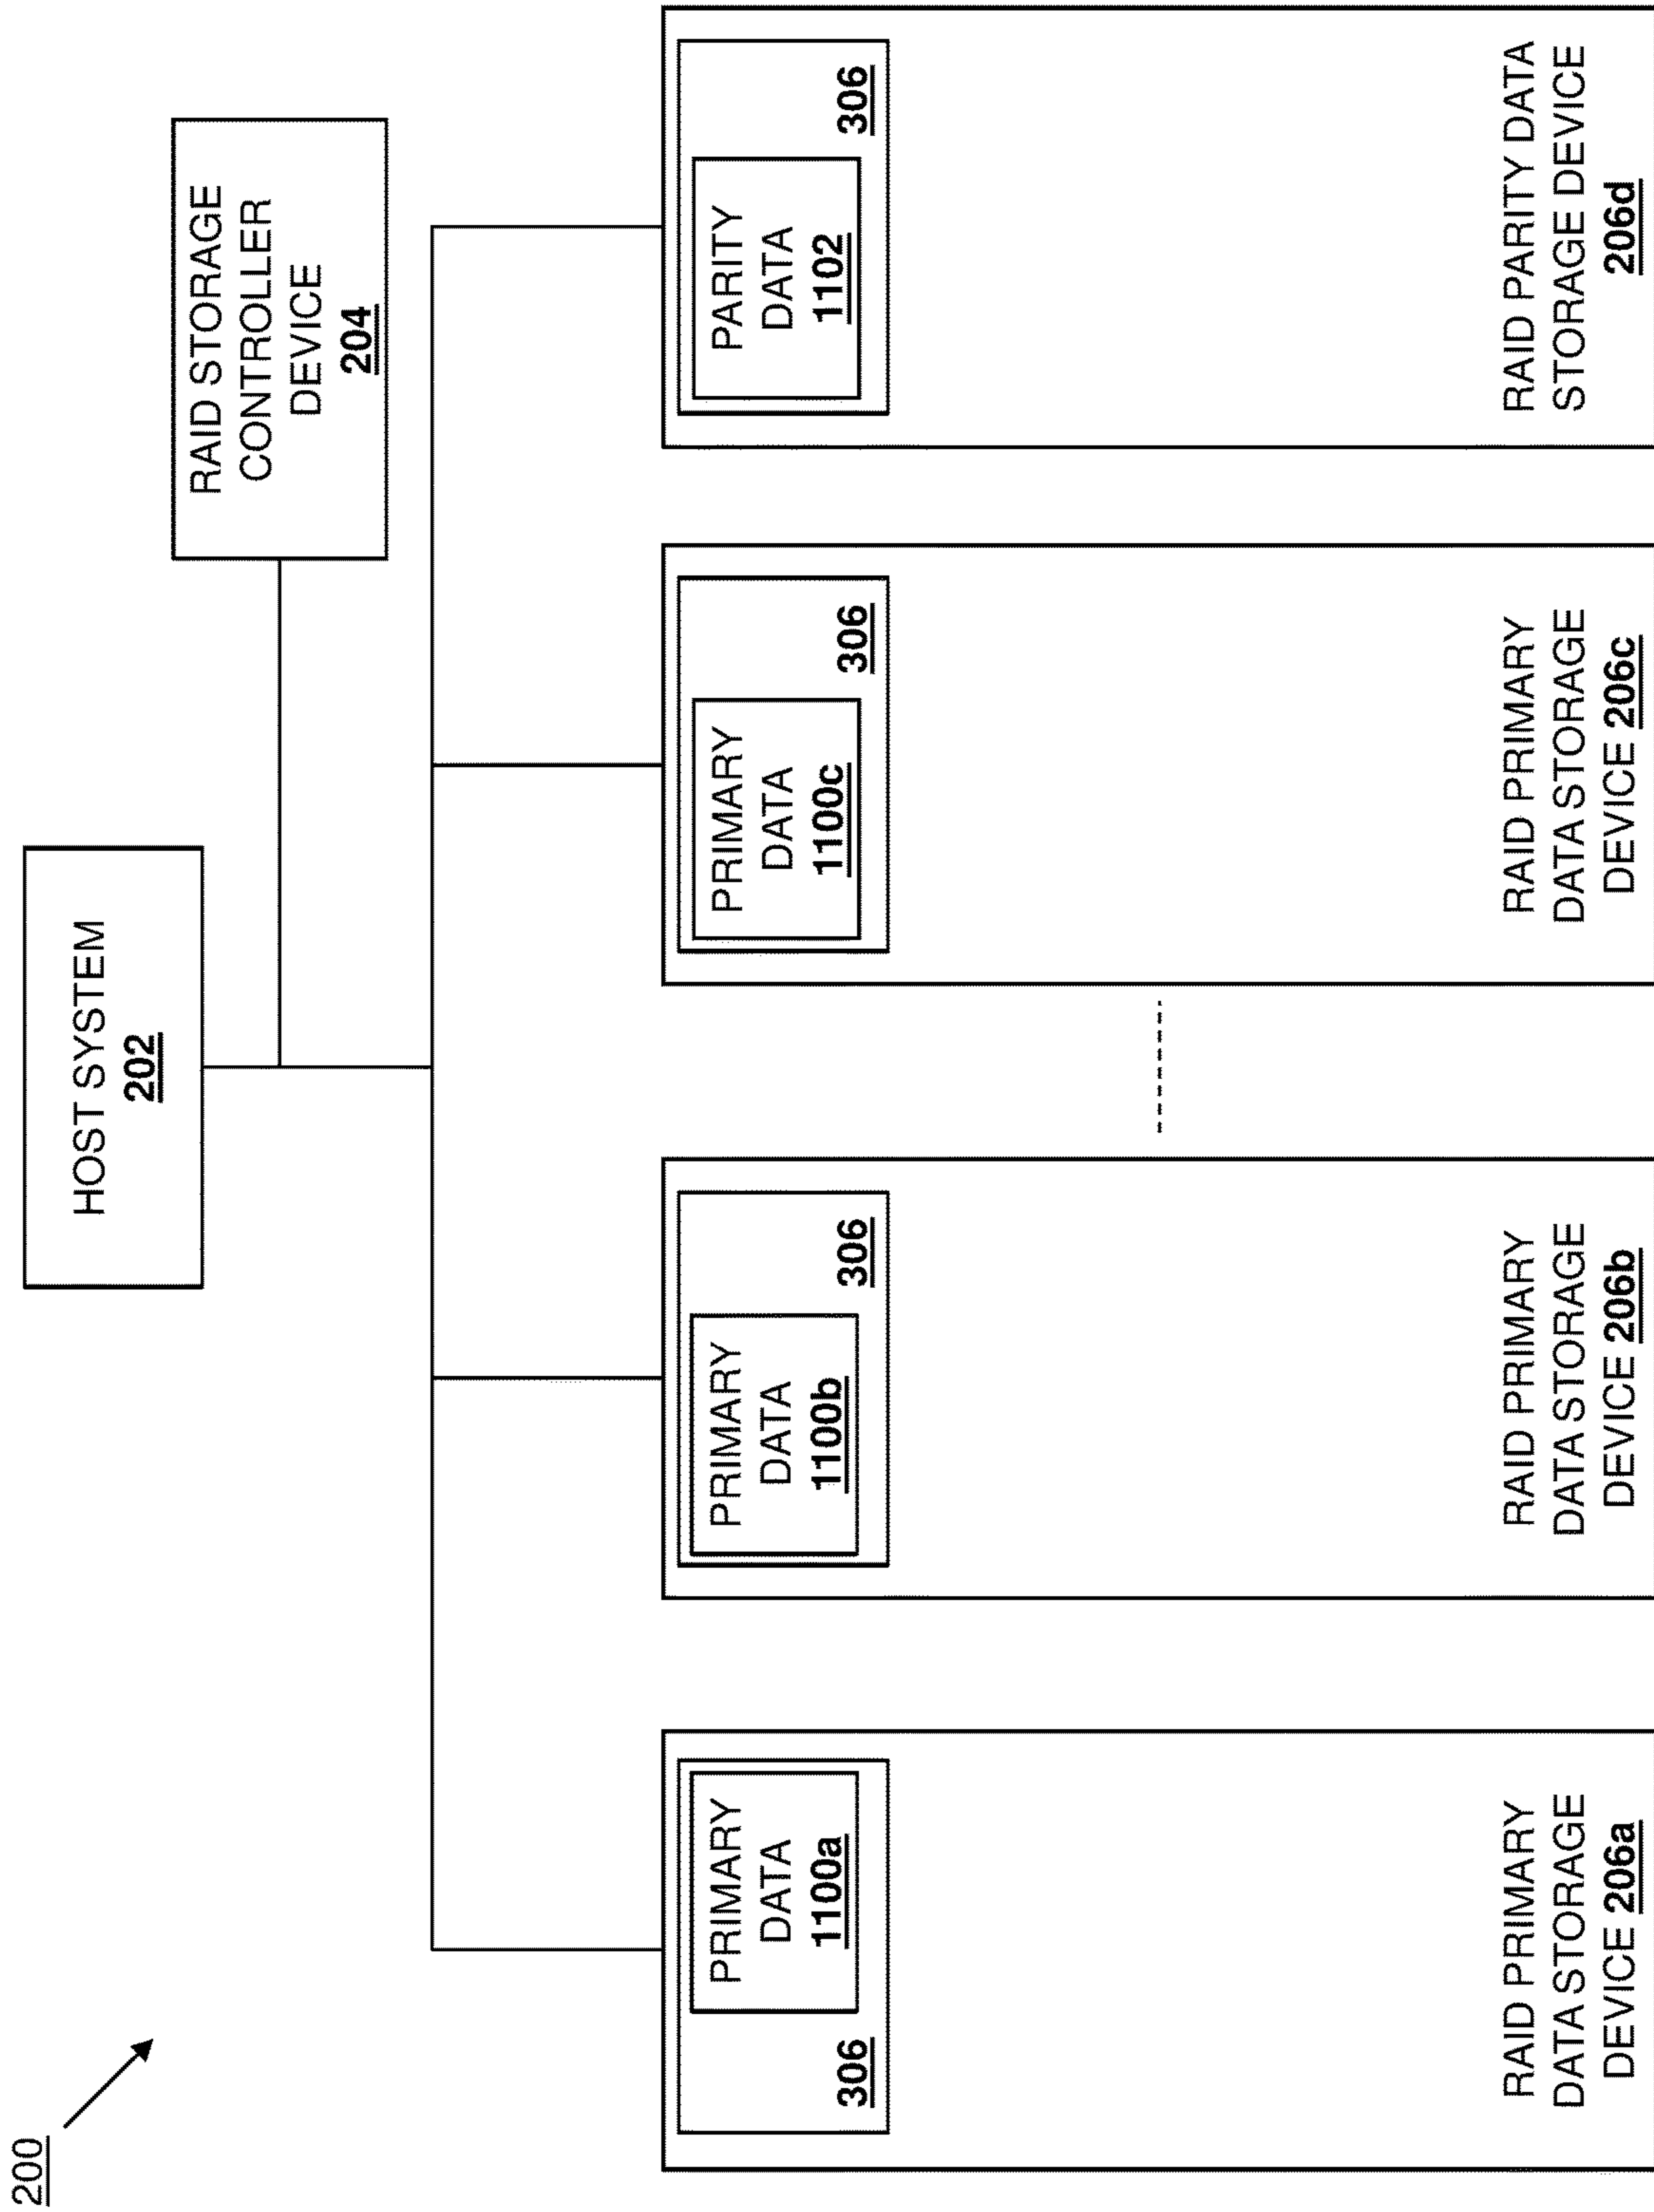 200
HOST SYSTEM
202
RAID STORAGE
CONTROLLER
DEVICE
204
306
PRIMARY
DATA
1100a
RAID PRIMARY
DATA STORAGE
DEVICE 206a
PRIMARY
DATA
1100b
306
RAID PRIMARY
DATA STORAGE
DEVICE 206b
PRIMARY
DATA
1100c
306
RAID PRIMARY
DATA STORAGE
DEVICE 206c
PARITY
DATA
1102
306
RAID PARITY DATA
STORAGE DEVICE
206d